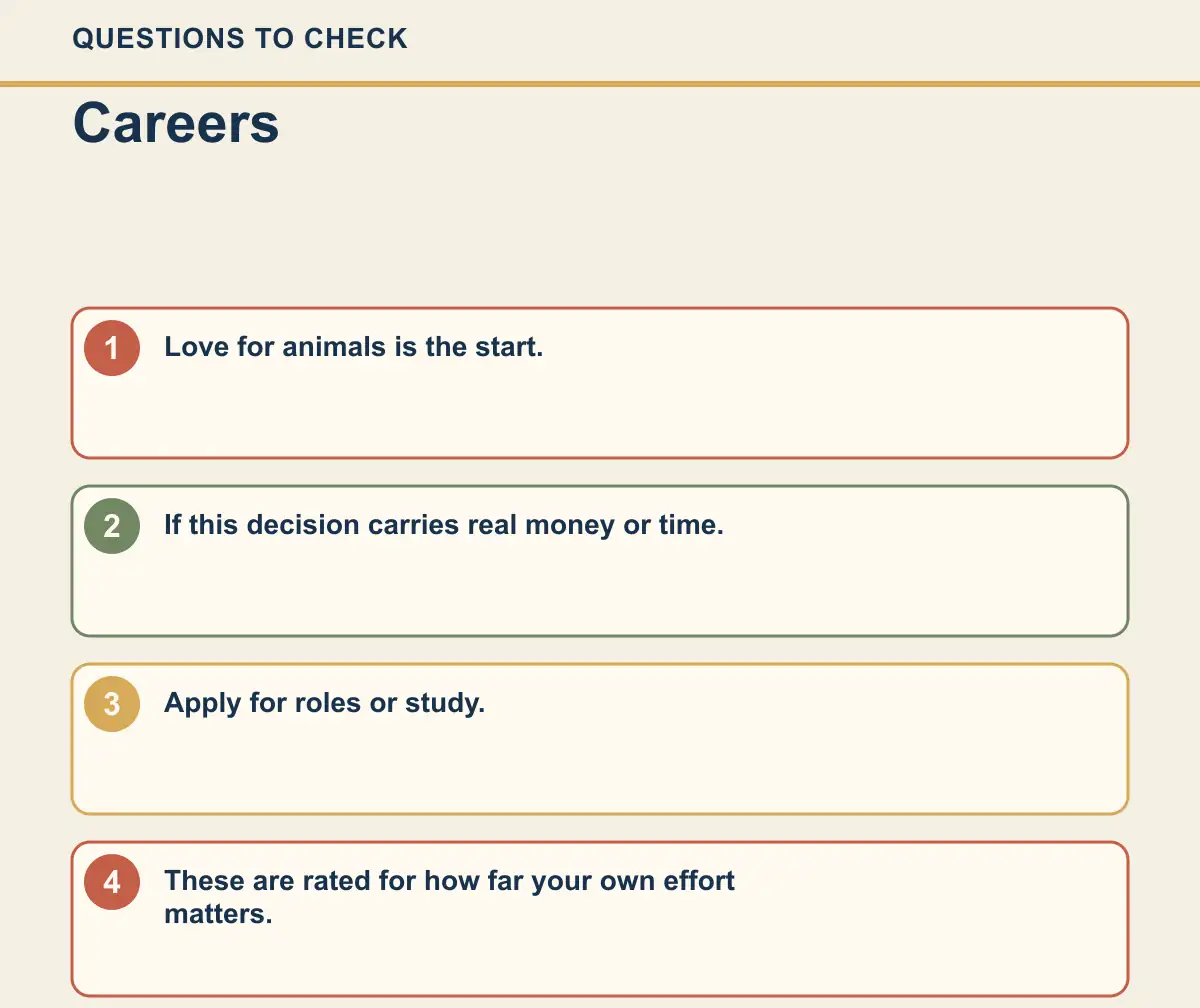 QUESTIONS TO CHECK
Careers
1
Love for animals is the start.
2
If this decision carries real money or time.
3
Apply for roles or study.
4
These are rated for how far your own effort
matters.